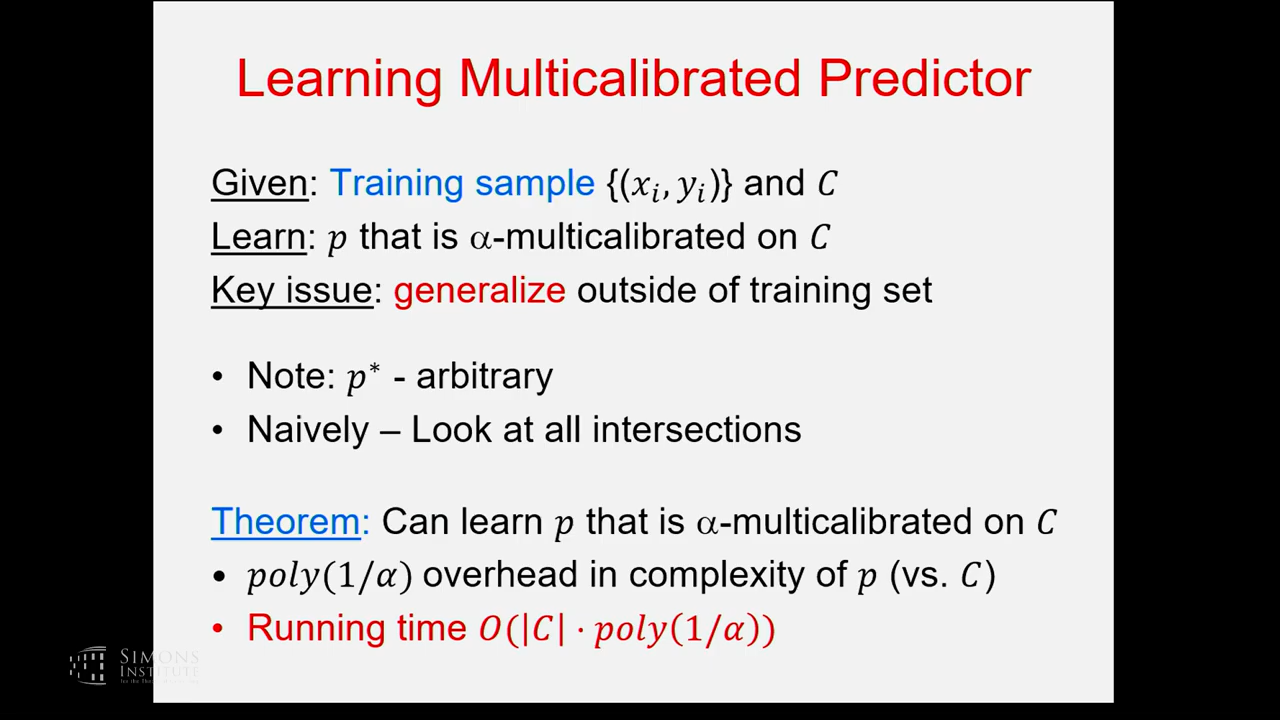 Learning Multicalibrated Predictor
Given: Training sample {(xᵢ, yᵢ)} and C
Learn: p that is α-multicalibrated on C
Key issue: generalize outside of training set
• Note: p* - arbitrary
• Naively – Look at all intersections
Theorem: Can learn p that is α-multicalibrated on C
• poly(1/α) overhead in complexity of p (vs. C)
• Running time O(|C| · poly(1/α))
SIMONS
INSTITUTE